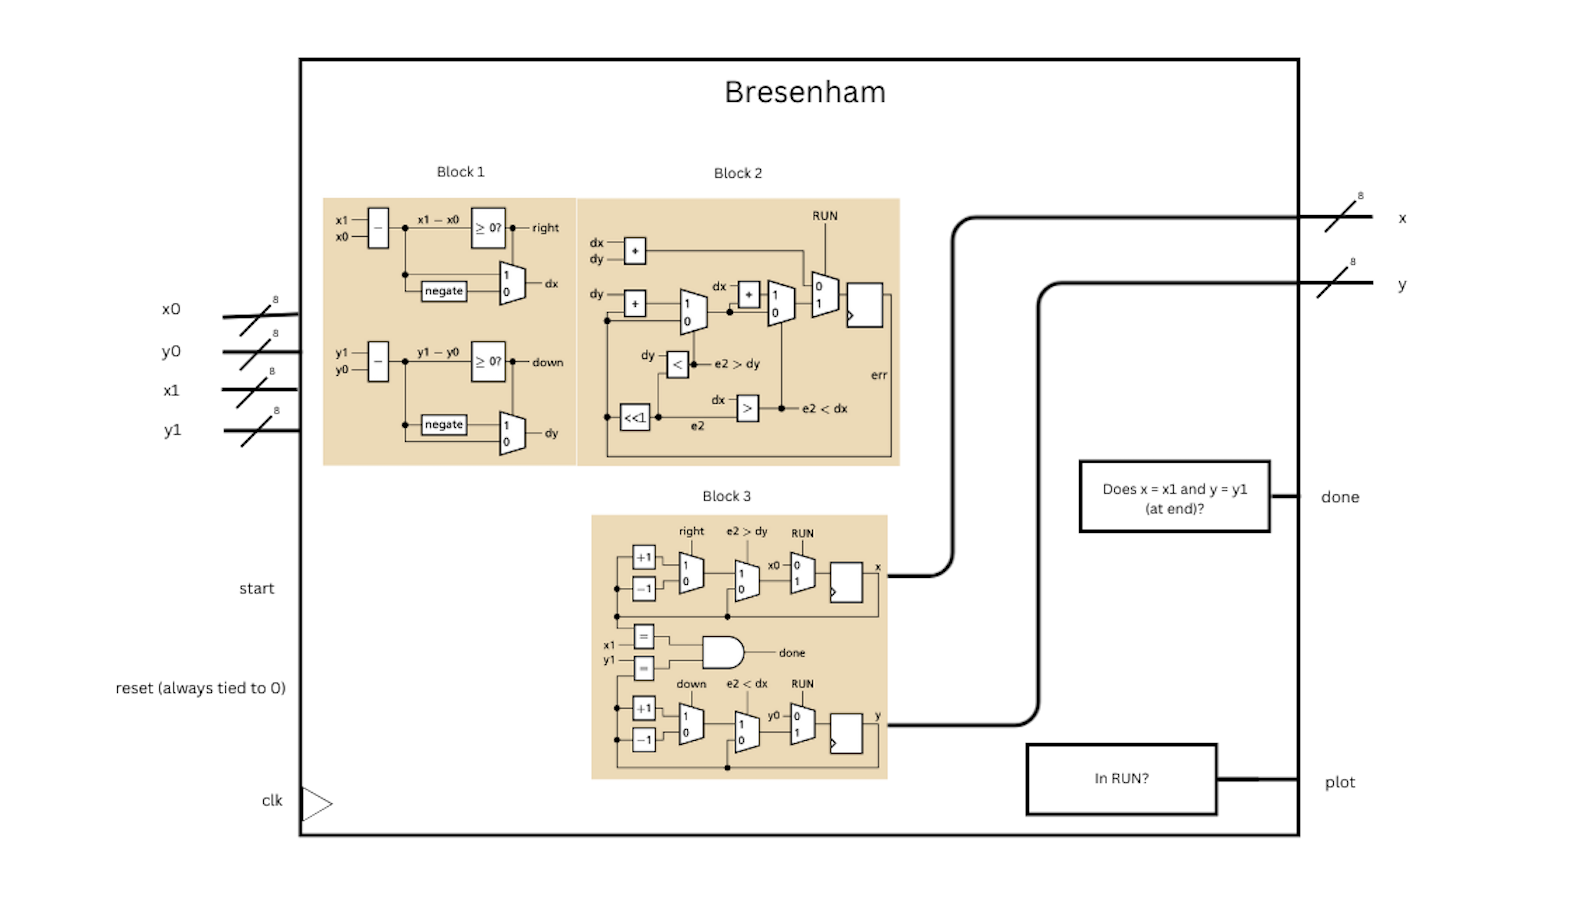 Bresenham
Block 1
Block 2
x1
x0
−
x1 − x0
≥ 0?
right
1
0
negate
dx
y1
y0
−
y1 − y0
≥ 0?
down
negate
1
0
dy
RUN
dx
dy
+
0
1
dy
+
1
0
dx
+
1
0
dy
<
e2 > dy
err
dx
>
e2 < dx
<<1
e2
Block 3
right
e2 > dy
RUN
+1
−1
1
0
1
0
x0
0
1
x
x1
=
y1
=
done
down
e2 < dx
RUN
+1
−1
1
0
1
0
y0
0
1
y
x0
8
y0
8
x1
8
y1
8
start
reset (always tied to 0)
clk
8
x
8
y
Does x = x1 and y = y1
(at end)?
done
In RUN?
plot